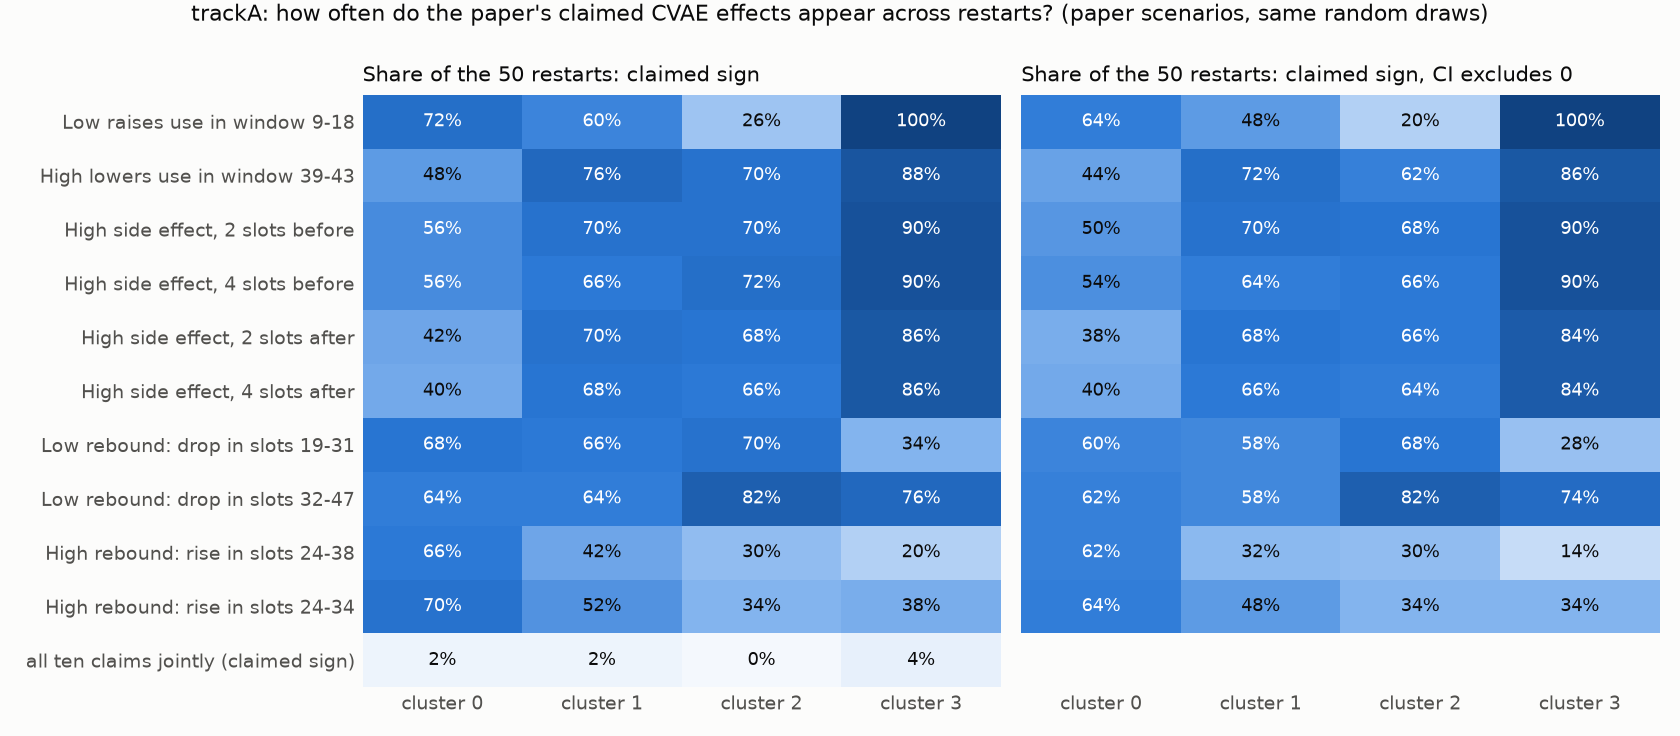 trackA: how often do the paper's claimed CVAE effects appear across restarts? (paper scenarios, same random draws)
Share of the 50 restarts: claimed sign
Share of the 50 restarts: claimed sign, CI excludes 0
Low raises use in window 9-18 72% 60% 26% 100% 64% 48% 20% 100%
High lowers use in window 39-43 48% 76% 70% 88% 44% 72% 62% 86%
High side effect, 2 slots before 56% 70% 70% 90% 50% 70% 68% 90%
High side effect, 4 slots before 56% 66% 72% 90% 54% 64% 66% 90%
High side effect, 2 slots after 42% 70% 68% 86% 38% 68% 66% 84%
High side effect, 4 slots after 40% 68% 66% 86% 40% 66% 64% 84%
Low rebound: drop in slots 19-31 68% 66% 70% 34% 60% 58% 68% 28%
Low rebound: drop in slots 32-47 64% 64% 82% 76% 62% 58% 82% 74%
High rebound: rise in slots 24-38 66% 42% 30% 20% 62% 32% 30% 14%
High rebound: rise in slots 24-34 70% 52% 34% 38% 64% 48% 34% 34%
all ten claims jointly (claimed sign) 2% 2% 0% 4%
cluster 0 cluster 1 cluster 2 cluster 3 cluster 0 cluster 1 cluster 2 cluster 3